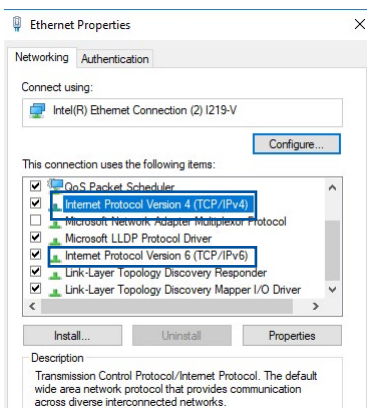 Ethernet Properties
Networking Authentication
Connect using:
Intel(R) Ethernet Connection (2) I219-V
Configure...
This connection uses the following items:
QoS Packet Scheduler
Internet Protocol Version 4 (TCP/IPv4)
Microsoft Network Adapter Multiplexor Protocol
Microsoft LLDP Protocol Driver
Internet Protocol Version 6 (TCP/IPv6)
Link-Layer Topology Discovery Responder
Link-Layer Topology Discovery Mapper I/O Driver
Install... Uninstall Properties
Description
Transmission Control Protocol/Internet Protocol. The default
wide area network protocol that provides communication
across diverse interconnected networks.